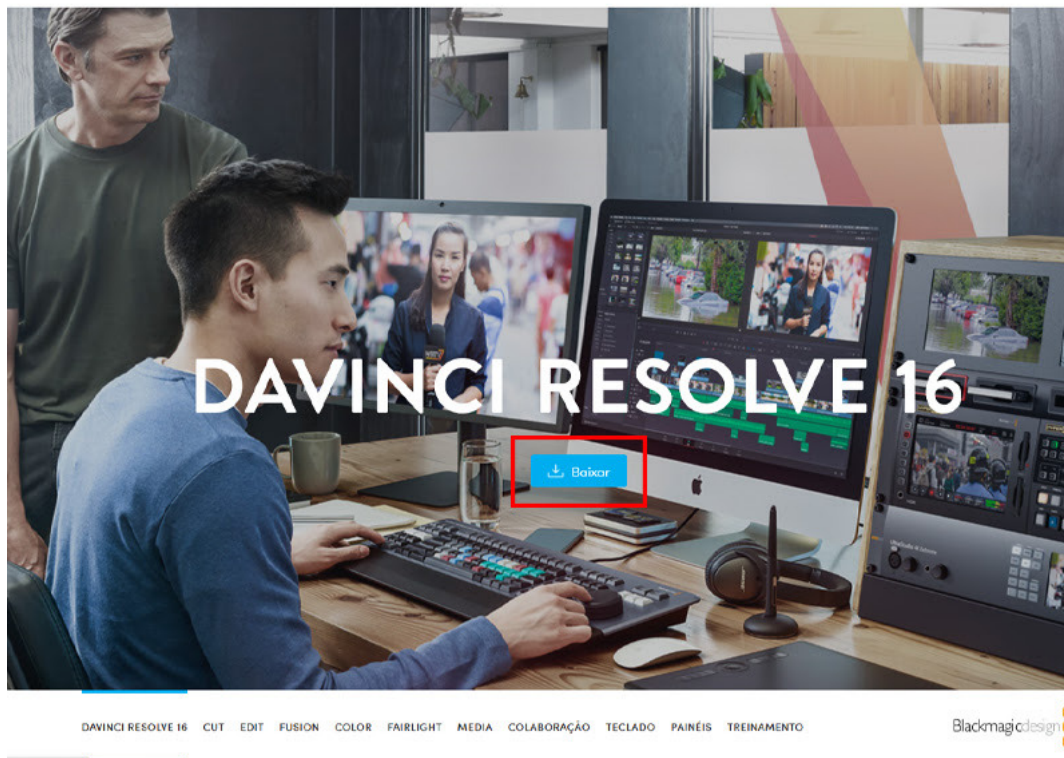 DAVINCI RESOLVE 16
Baixar
DAVINCI RESOLVE 16 CUT EDIT FUSION COLOR FAIRLIGHT MEDIA COLABORAÇÃO TECLADO PAINÉIS TREINAMENTO
Blackmagicdesign